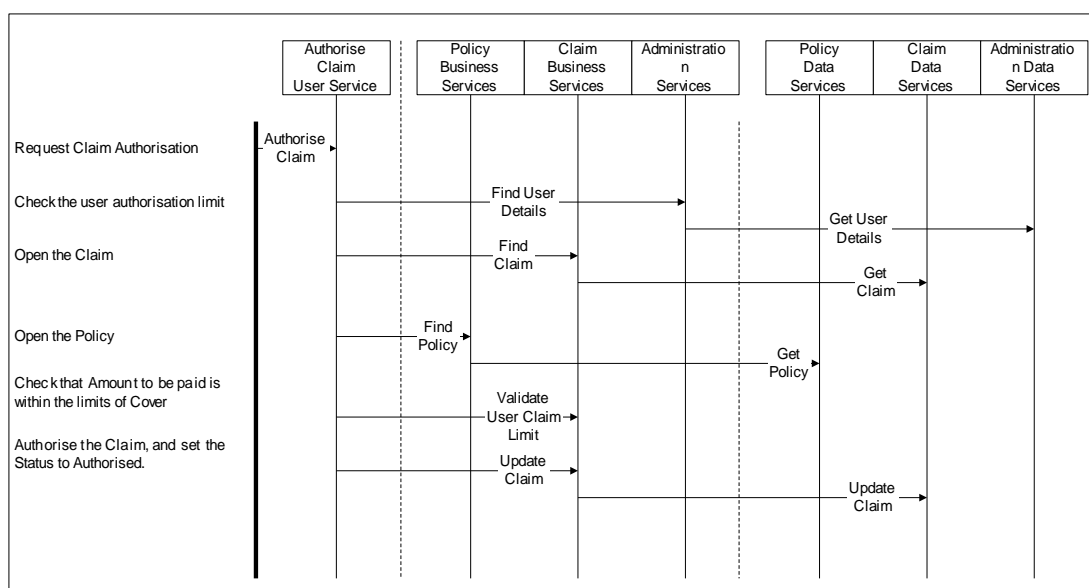 Authorise
Claim
User Service
Policy
Business
Services
Claim
Business
Services
Administratio
n
Services
Policy
Data
Services
Claim
Data
Services
Administratio
n Data
Services
Request Claim Authorisation
Authorise
Claim
Check the user authorisation limit
Find User
Details
Get User
Details
Open the Claim
Find
Claim
Get
Claim
Open the Policy
Find
Policy
Get
Policy
Check that Amount to be paid is
within the limits of Cover
Validate
User Claim
Limit
Authorise the Claim, and set the
Status to Authorised.
Update
Claim
Update
Claim